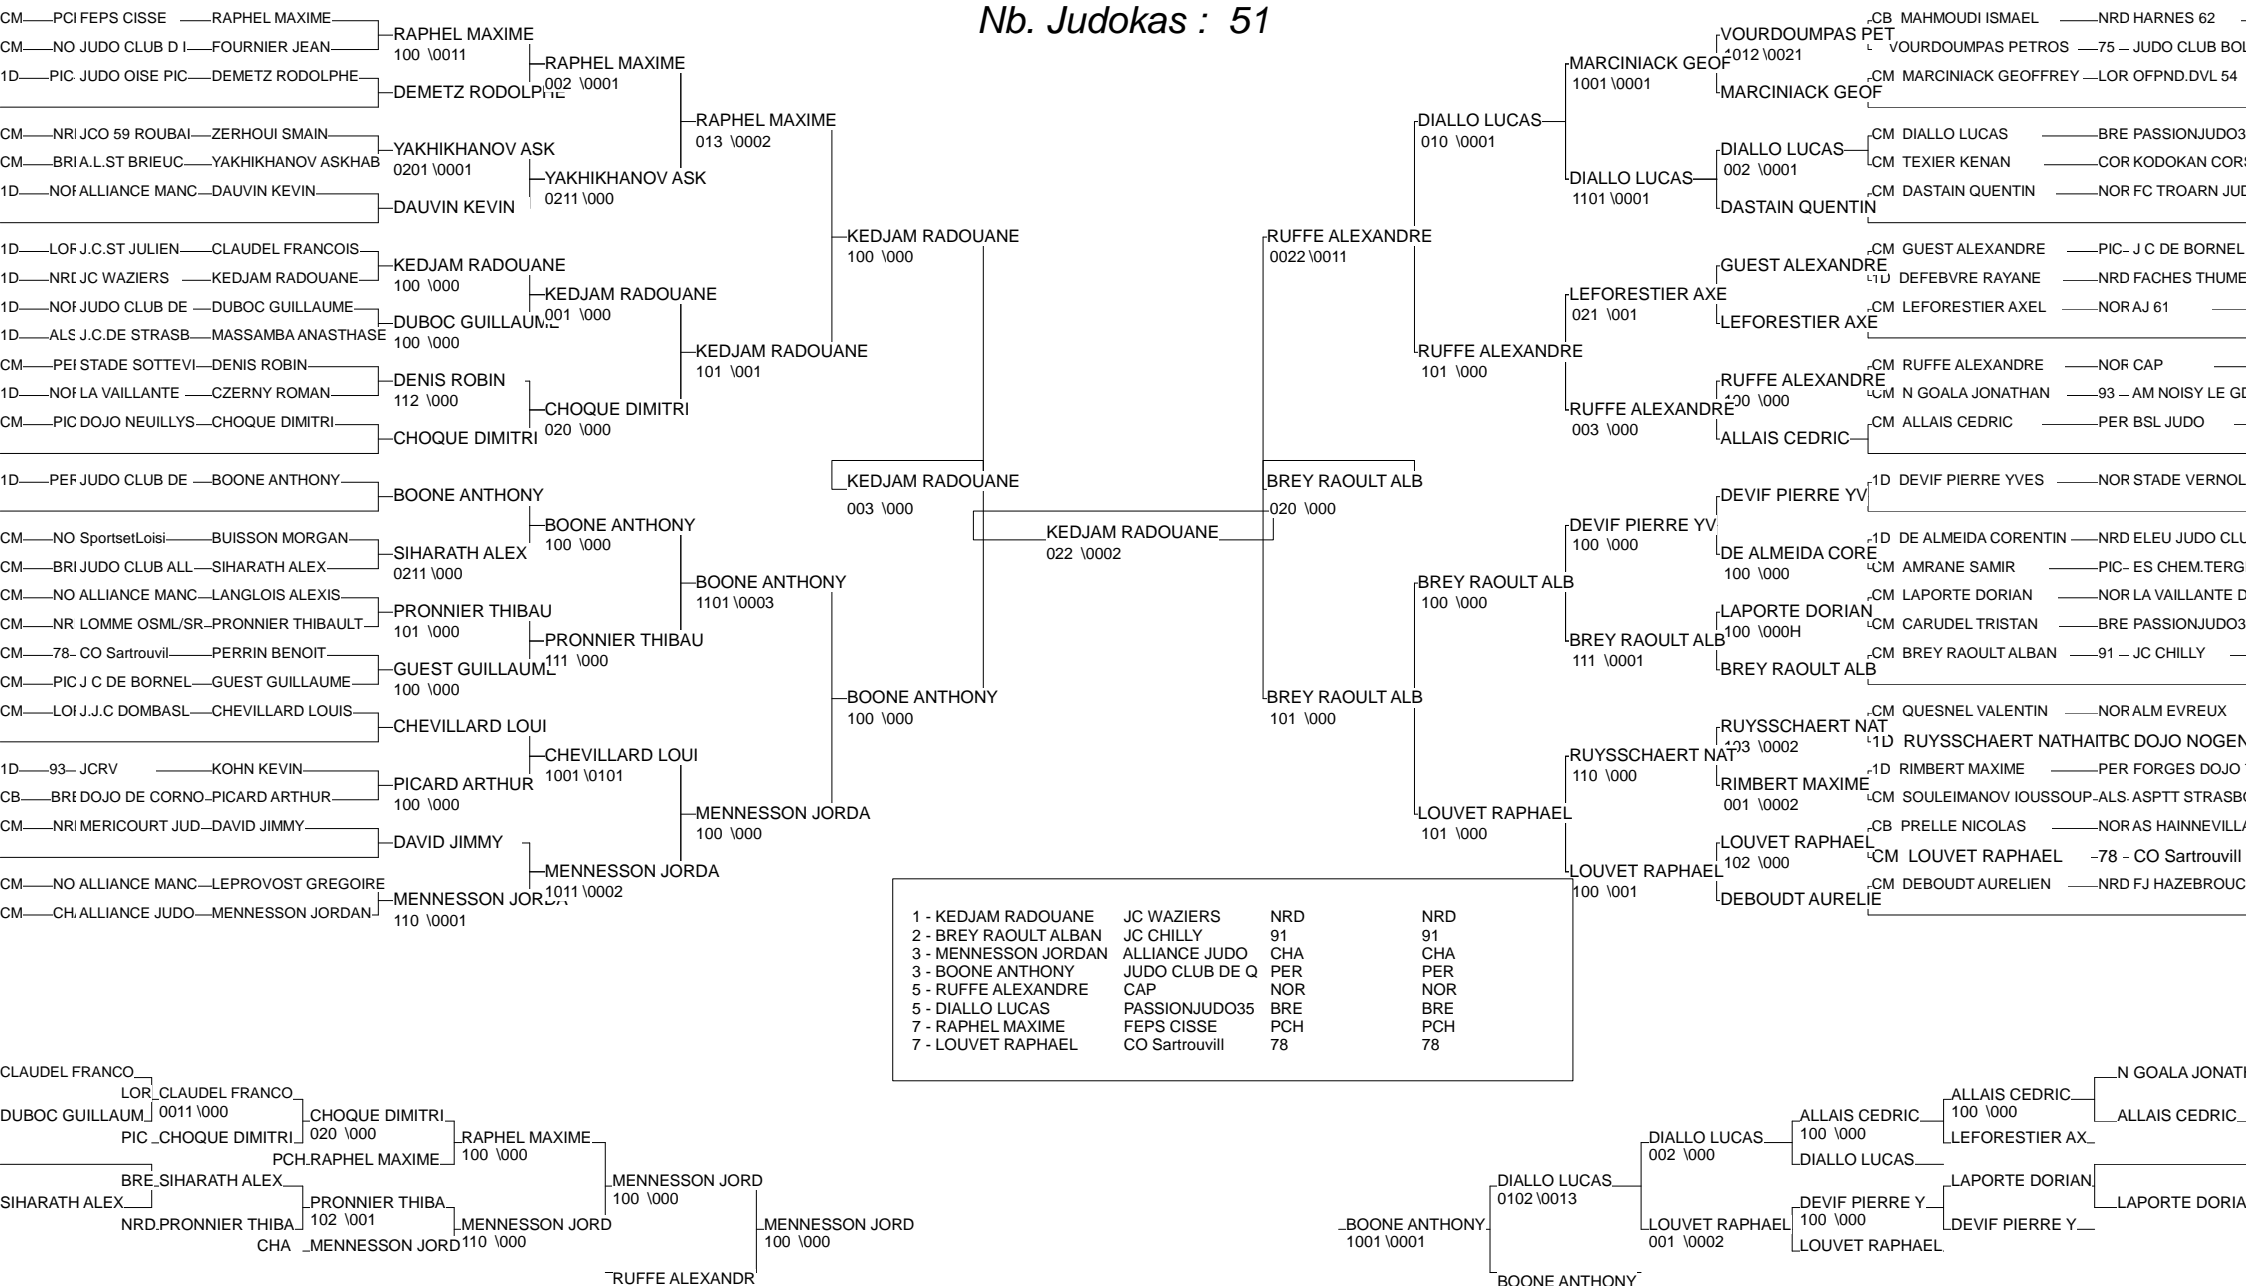 Nb. Judokas : 51
CM PCI FEPS CISSE RAPHEL MAXIME
CM NO JUDO CLUB D I FOURNIER JEAN
1D PIC JUDO OISE PIC DEMETZ RODOLPHE
CM NRI JCO 59 ROUBAI ZERHOUI SMAIN
CM BRI A.L.ST BRIEUC YAKHIKHANOV ASKHAB
1D NOF ALLIANCE MANC DAUVIN KEVIN
1D LOF J.C.ST JULIEN CLAUDEL FRANCOIS
1D NRD JC WAZIERS KEDJAM RADOUANE
1D NOF JUDO CLUB DE DUBOC GUILLAUME
1D ALS J.C.DE STRASB MASSAMBA ANASTHASE
CM PEI STADE SOTTEVI DENIS ROBIN
1D NOF LA VAILLANTE CZERNY ROMAN
CM PIC DOJO NEUILLYS CHOQUE DIMITRI
1D PER JUDO CLUB DE BOONE ANTHONY
CM NO SportsetLoisi BUISSON MORGAN
CM BRI JUDO CLUB ALL SIHARATH ALEX
CM NO ALLIANCE MANC LANGLOIS ALEXIS
CM NR LOMME OSML/SR PRONNIER THIBAULT
CM 78 CO Sartrouvil PERRIN BENOIT
CM PIC J C DE BORNEL GUEST GUILLAUME
CM LOI J.J.C DOMBASL CHEVILLARD LOUIS
1D 93 JCRV KOHN KEVIN
CB BRE DOJO DE CORNO PICARD ARTHUR
CM NRI MERICOURT JUD DAVID JIMMY
CM NO ALLIANCE MANC LEPROVOST GREGOIRE
CM CHA ALLIANCE JUDO MENNESSON JORDAN
RAPHEL MAXIME
100 \0011
DEMETZ RODOLPHE
YAKHIKHANOV ASK
0201 \0001
DAUVIN KEVIN
KEDJAM RADOUANE
100 \000
DUBOC GUILLAUME
100 \000
DENIS ROBIN
112 \000
CHOQUE DIMITRI
BOONE ANTHONY
SIHARATH ALEX
0211 \000
PRONNIER THIBAU
101 \000
GUEST GUILLAUME
100 \000
CHEVILLARD LOUI
PICARD ARTHUR
100 \000
DAVID JIMMY
MENNESSON JORDA
110 \0001
RAPHEL MAXIME
002 \0001
YAKHIKHANOV ASK
0211 \000
KEDJAM RADOUANE
001 \000
CHOQUE DIMITRI
020 \000
BOONE ANTHONY
100 \000
PRONNIER THIBAU
111 \000
CHEVILLARD LOUI
1001 \0101
MENNESSON JORDA
1011 \0002
RAPHEL MAXIME
013 \0002
KEDJAM RADOUANE
101 \001
BOONE ANTHONY
1101 \0003
MENNESSON JORDA
100 \000
KEDJAM RADOUANE
100 \000
KEDJAM RADOUANE
003 \000
BOONE ANTHONY
100 \000
KEDJAM RADOUANE
022 \0002
RUFFE ALEXANDRE
0022 \0011
BREY RAOULT ALB
020 \000
BREY RAOULT ALB
101 \000
DIALLO LUCAS
010 \0001
RUFFE ALEXANDRE
101 \000
BREY RAOULT ALB
100 \000
LOUVET RAPHAEL
101 \000
MARCINIACK GEOF
1001 \0001
DIALLO LUCAS
1101 \0001
LEFORESTIER AXE
021 \001
RUFFE ALEXANDRE
003 \000
DEVIF PIERRE YV
100 \000
BREY RAOULT ALB
111 \0001
RUYSSCHAERT NAT
110 \000
LOUVET RAPHAEL
100 \001
VOURDOUMPAS PET
1012 \0021
MARCINIACK GEOF
DIALLO LUCAS
002 \0001
DASTAIN QUENTIN
GUEST ALEXANDRE
LEFORESTIER AXE
RUFFE ALEXANDRE
100 \000
ALLAIS CEDRIC
DEVIF PIERRE YV
DE ALMEIDA CORE
100 \000
LAPORTE DORIAN
100 \000H
BREY RAOULT ALB
RUYSSCHAERT NAT
103 \0002
RIMBERT MAXIME
001 \0002
LOUVET RAPHAEL
102 \000
DEBOUDT AURELIE
CB MAHMOUDI ISMAEL NRD HARNES 62
VOURDOUMPAS PETROS 75 JUDO CLUB BOL
CM MARCINIACK GEOFFREY LOR OFPND.DVL 54
CM DIALLO LUCAS BRE PASSIONJUDO3
CM TEXIER KENAN COR KODOKAN CORS
CM DASTAIN QUENTIN NOR FC TROARN JUD
CM GUEST ALEXANDRE PIC J C DE BORNEL
1D DEFEBVRE RAYANE NRD FACHES THUME
CM LEFORESTIER AXEL NOR AJ 61
CM RUFFE ALEXANDRE NOR CAP
CM N GOALA JONATHAN 93 AM NOISY LE GD
CM ALLAIS CEDRIC PER BSL JUDO
1D DEVIF PIERRE YVES NOR STADE VERNOL
1D DE ALMEIDA CORENTIN NRD ELEU JUDO CLU
CM AMRANE SAMIR PIC ES CHEM.TERG
CM LAPORTE DORIAN NOR LA VAILLANTE D
CM CARUDEL TRISTAN BRE PASSIONJUDO3
CM BREY RAOULT ALBAN 91 JC CHILLY
CM QUESNEL VALENTIN NOR ALM EVREUX
1D RUYSSCHAERT NATHA ITBC DOJO NOGEN
1D RIMBERT MAXIME PER FORGES DOJO
CM SOULEIMANOV IOUSSOUP ALS ASPTT STRASBO
CB PRELLE NICOLAS NOR AS HAINNEVILLA
CM LOUVET RAPHAEL 78 CO Sartrouvill
CM DEBOUDT AURELIEN NRD FJ HAZEBROUC
1 - KEDJAM RADOUANE JC WAZIERS NRD NRD
2 - BREY RAOULT ALBAN JC CHILLY 91 91
3 - MENNESSON JORDAN ALLIANCE JUDO CHA CHA
3 - BOONE ANTHONY JUDO CLUB DE Q PER PER
5 - RUFFE ALEXANDRE CAP NOR NOR
5 - DIALLO LUCAS PASSIONJUDO35 BRE BRE
7 - RAPHEL MAXIME FEPS CISSE PCH PCH
7 - LOUVET RAPHAEL CO Sartrouvill 78 78
CLAUDEL FRANCO
DUBOC GUILLAUM
SIHARATH ALEX
LOR CLAUDEL FRANCO
0011 \000
PIC CHOQUE DIMITRI
BRE SIHARATH ALEX
NRD PRONNIER THIBA
CHOQUE DIMITRI
020 \000
PCH RAPHEL MAXIME
PRONNIER THIBA
102 \001
CHA MENNESSON JORD
RAPHEL MAXIME
100 \000
MENNESSON JORD
110 \000
MENNESSON JORD
100 \000
RUFFE ALEXANDR
MENNESSON JORD
100 \000
BOONE ANTHONY
1001 \0001
DIALLO LUCAS
0102 \0013
BOONE ANTHONY
DIALLO LUCAS
002 \000
LOUVET RAPHAEL
001 \0002
ALLAIS CEDRIC
100 \000
DIALLO LUCAS
DEVIF PIERRE Y
100 \000
LOUVET RAPHAEL
ALLAIS CEDRIC
100 \000
LEFORESTIER AX
LAPORTE DORIAN
DEVIF PIERRE Y
N GOALA JONATH
ALLAIS CEDRIC
LAPORTE DORIA